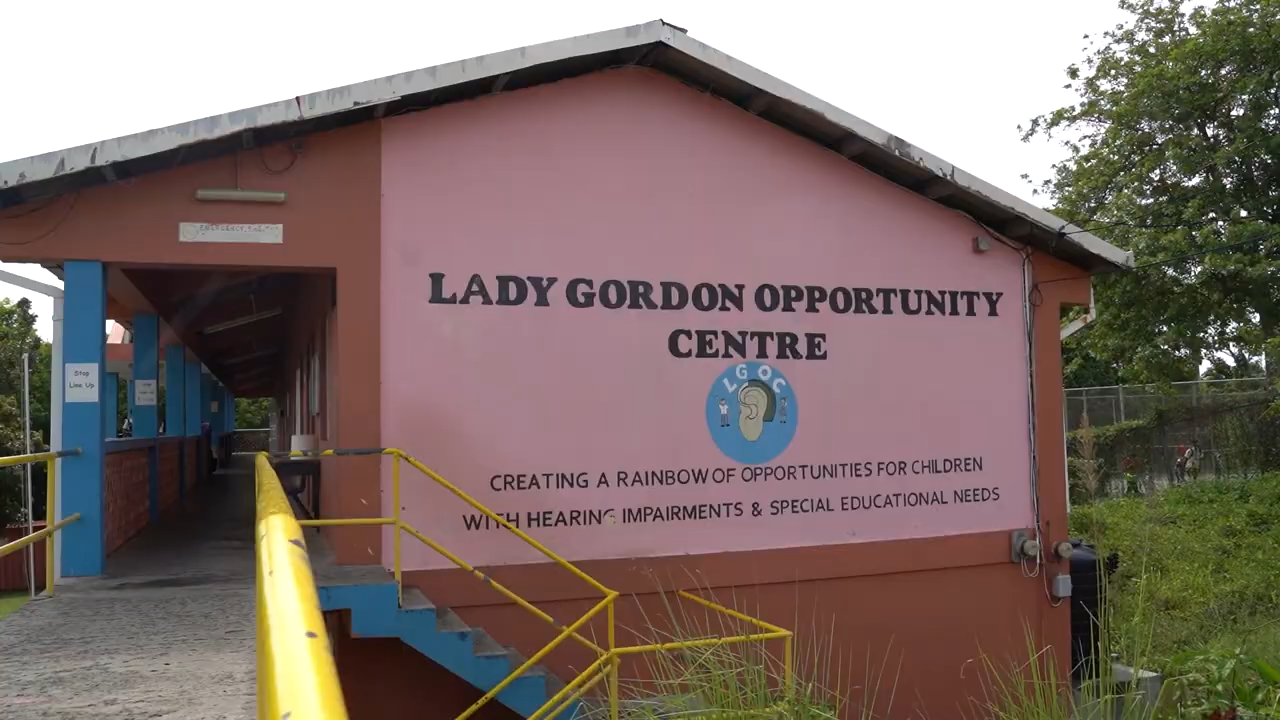 LADY GORDON OPPORTUNITY
CENTRE
LGOC
CREATING A RAINBOW OF OPPORTUNITIES FOR CHILDREN
WITH HEARING IMPAIRMENTS & SPECIAL EDUCATIONAL NEEDS
Stop
Line Up